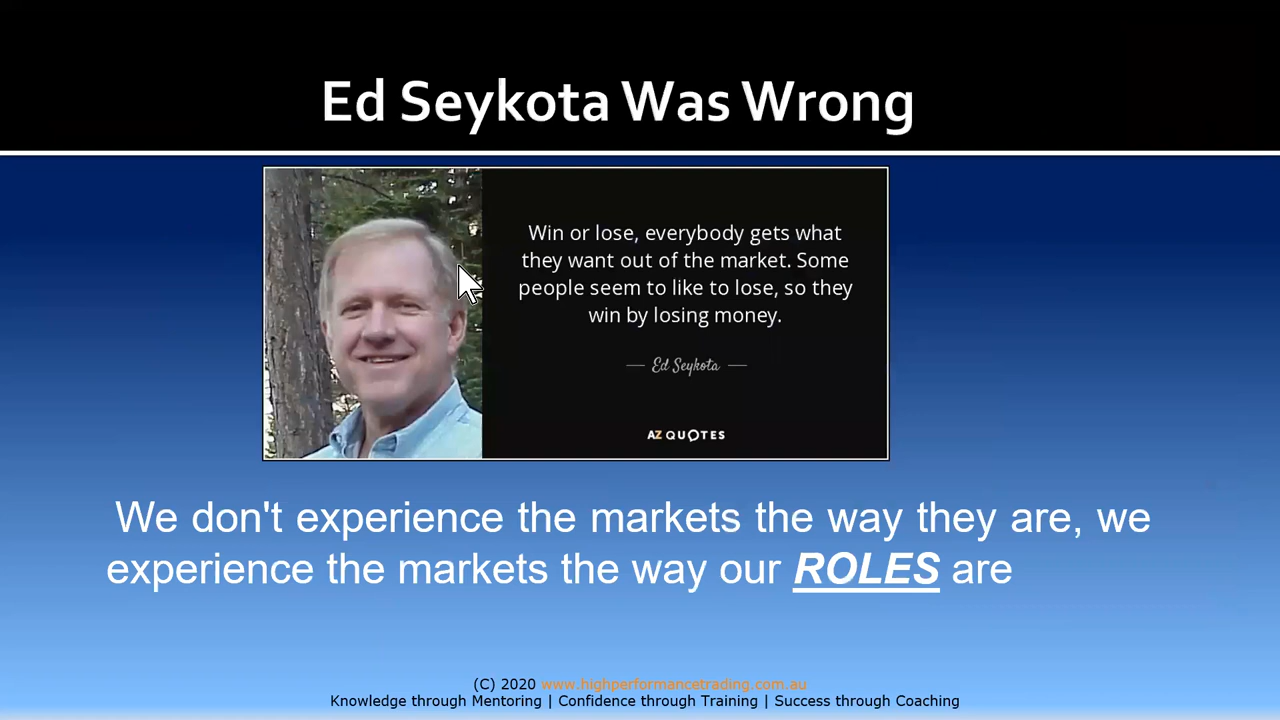 Ed Seykota Was Wrong
Win or lose, everybody gets what
they want out of the market. Some
people seem to like to lose, so they
win by losing money.
Ed Seykota
AZ QUOTES
We don't experience the markets the way they are, we
experience the markets the way our ROLES are
(C) 2020 www.highperformancetrading.com.au
Knowledge through Mentoring | Confidence through Training | Success through Coaching